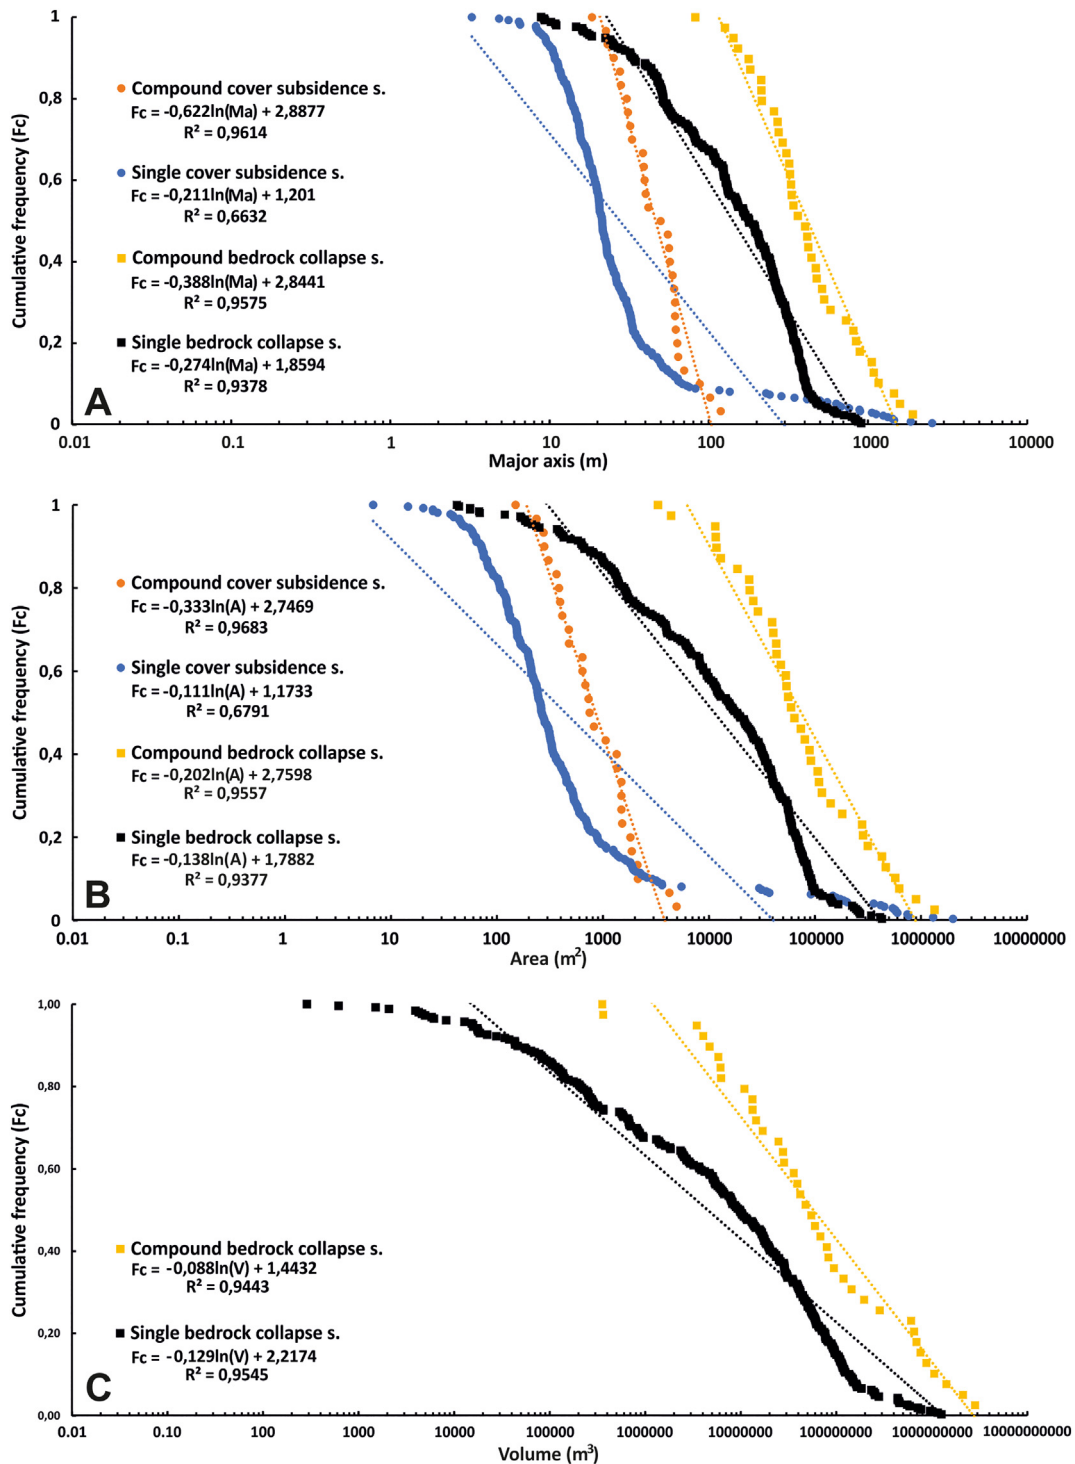 Cumulative frequency (Fc)
1
0,8
0,6
0,4
0,2
0
Compound cover subsidence s.
Fc = -0,622ln(Ma) + 2,8877
R² = 0,9614
Single cover subsidence s.
Fc = -0,211ln(Ma) + 1,201
R² = 0,6632
Compound bedrock collapse s.
Fc = -0,388ln(Ma) + 2,8441
R² = 0,9575
Single bedrock collapse s.
Fc = -0,274ln(Ma) + 1,8594
R² = 0,9378
A
0.01 0.1 1 10 100 1000 10000
Major axis (m)
Cumulative frequency (Fc)
1
0,8
0,6
0,4
0,2
0
Compound cover subsidence s.
Fc = -0,333ln(A) + 2,7469
R² = 0,9683
Single cover subsidence s.
Fc = -0,111ln(A) + 1,1733
R² = 0,6791
Compound bedrock collapse s.
Fc = -0,202ln(A) + 2,7598
R² = 0,9557
Single bedrock collapse s.
Fc = -0,138ln(A) + 1,7882
R² = 0,9377
B
0.01 0.1 1 10 100 1000 10000 100000 1000000 10000000
Area (m²)
Cumulative frequency (Fc)
1,00
0,80
0,60
0,40
0,20
0,00
Compound bedrock collapse s.
Fc = -0,088ln(V) + 1,4432
R² = 0,9443
Single bedrock collapse s.
Fc = -0,129ln(V) + 2,2174
R² = 0,9545
C
0.01 0.1 10 1000 10000 100000 1000000 10000000 100000000 1000000000 10000000000
Volume (m³)